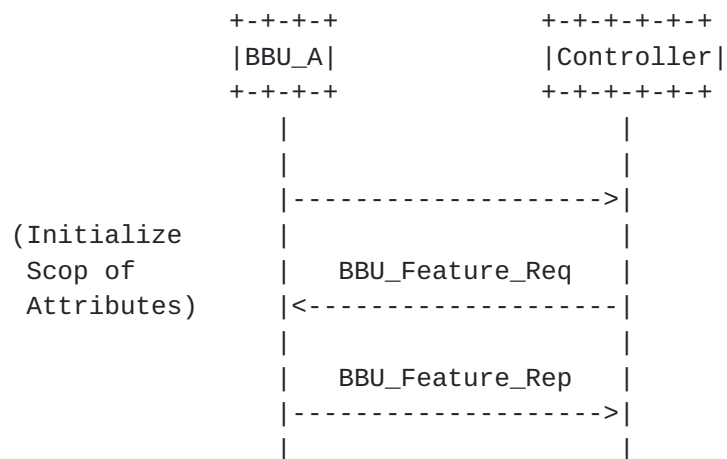 +-+-+-+ +-+-+-+-+-+
|BBU_A| |Controller|
+-+-+-+ +-+-+-+-+-+
| |
| |
|-------------------->|
(Initialize | |
Scop of | BBU_Feature_Req |
Attributes) |<--------------------|
| |
| BBU_Feature_Rep |
|-------------------->|
| |